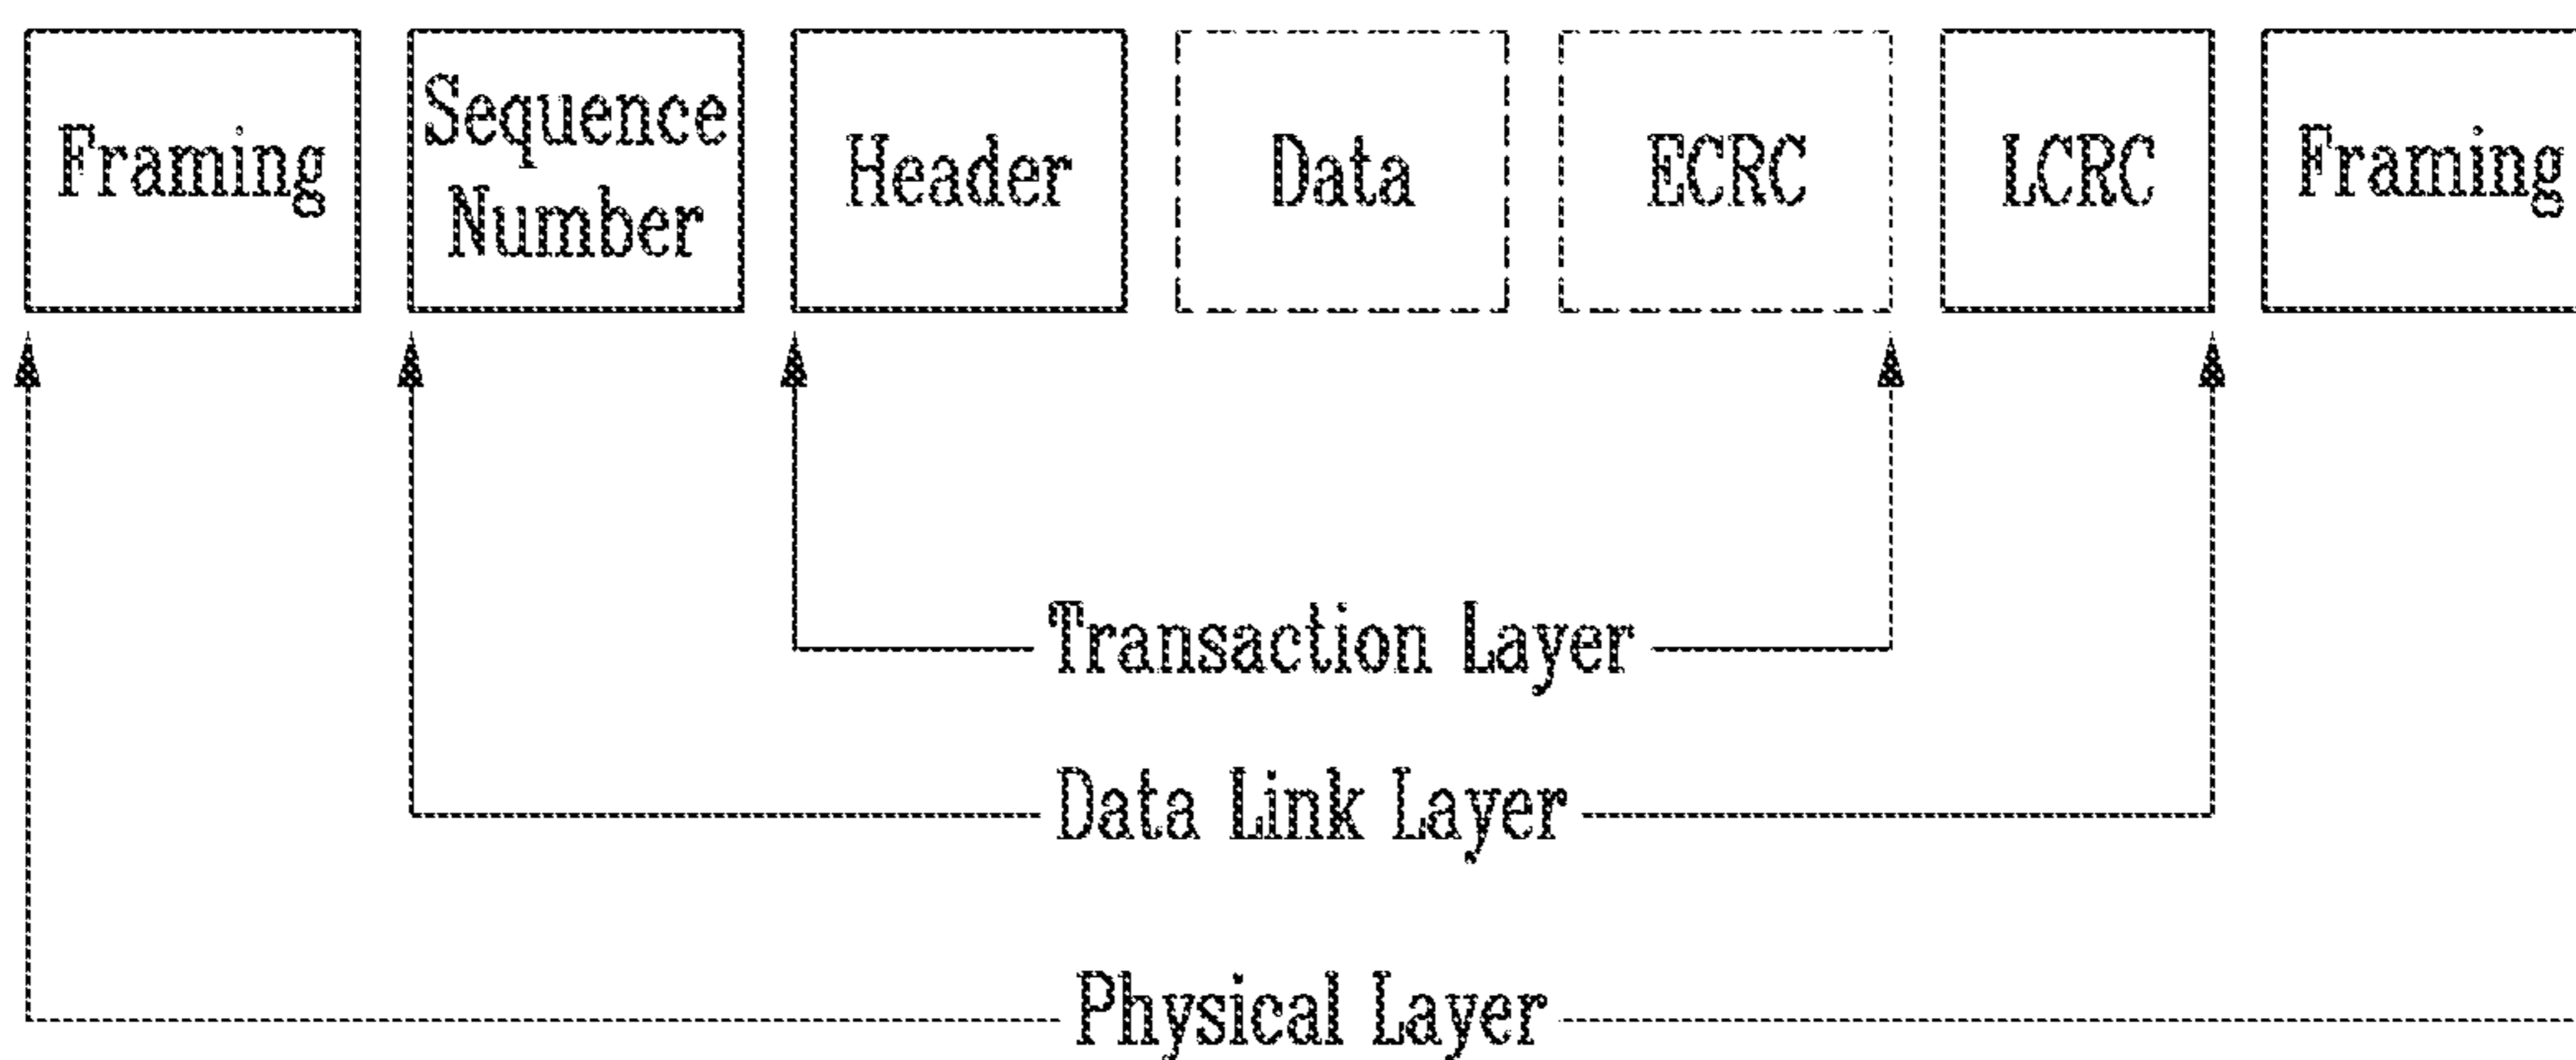 Framing
Sequence
Number
Header
Data
ECRC
LCRC
Framing
Transaction Layer
Data Link Layer
Physical Layer